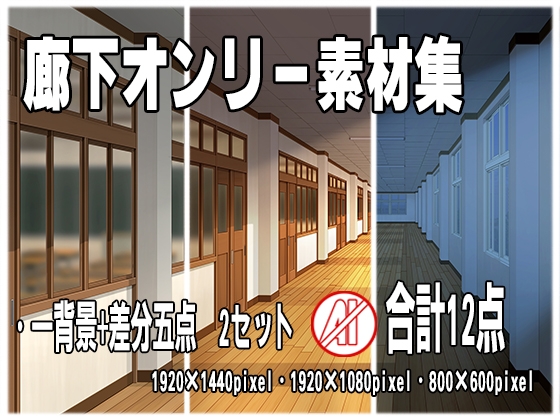 廊下オンリー素材集
・一背景+差分五点　2セット
AI
合計12点
1920×1440pixel・1920×1080pixel・800×600pixel